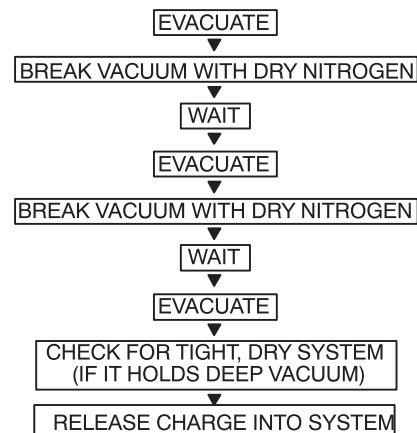 EVACUATE
BREAK VACUUM WITH DRY NITROGEN
WAIT
EVACUATE
BREAK VACUUM WITH DRY NITROGEN
WAIT
EVACUATE
CHECK FOR TIGHT, DRY SYSTEM
(IF IT HOLDS DEEP VACUUM)
RELEASE CHARGE INTO SYSTEM